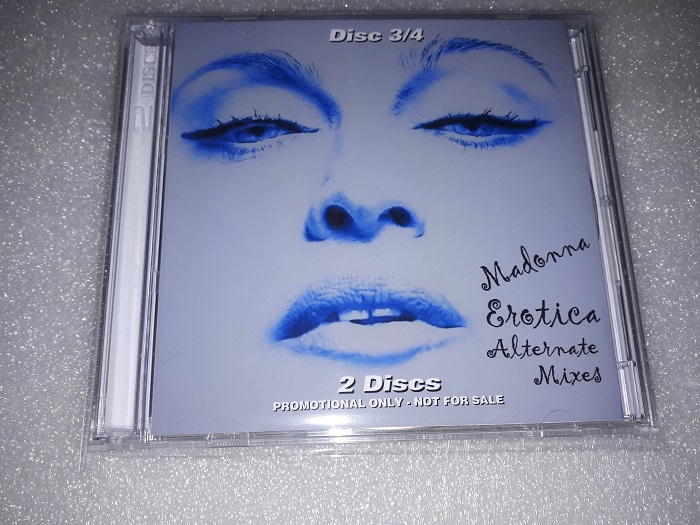 Disc 3/4
2 DISC
Madonna
Erotica
Alternate
Mixes
2 Discs
PROMOTIONAL ONLY - NOT FOR SALE